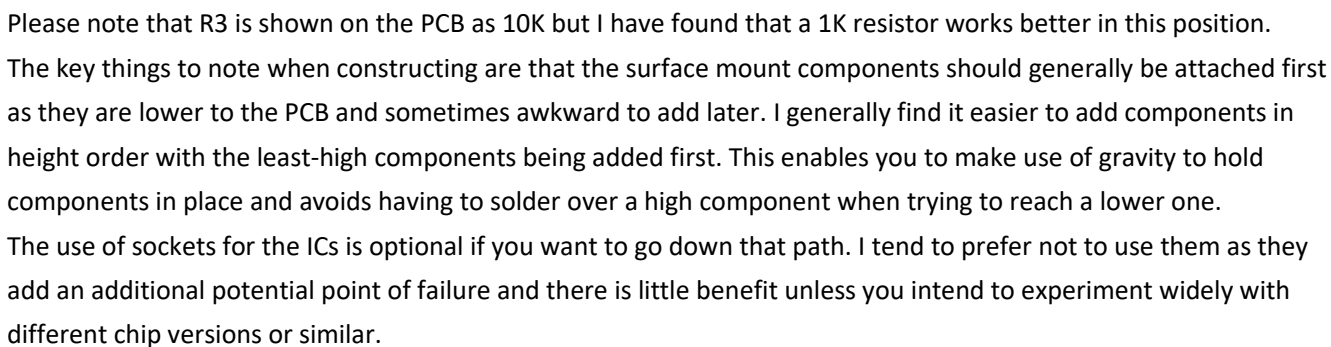 Please note that R3 is shown on the PCB as 10K but I have found that a 1K resistor works better in this position.
The key things to note when constructing are that the surface mount components should generally be attached first
as they are lower to the PCB and sometimes awkward to add later. I generally find it easier to add components in
height order with the least-high components being added first. This enables you to make use of gravity to hold
components in place and avoids having to solder over a high component when trying to reach a lower one.
The use of sockets for the ICs is optional if you want to go down that path. I tend to prefer not to use them as they
add an additional potential point of failure and there is little benefit unless you intend to experiment widely with
different chip versions or similar.